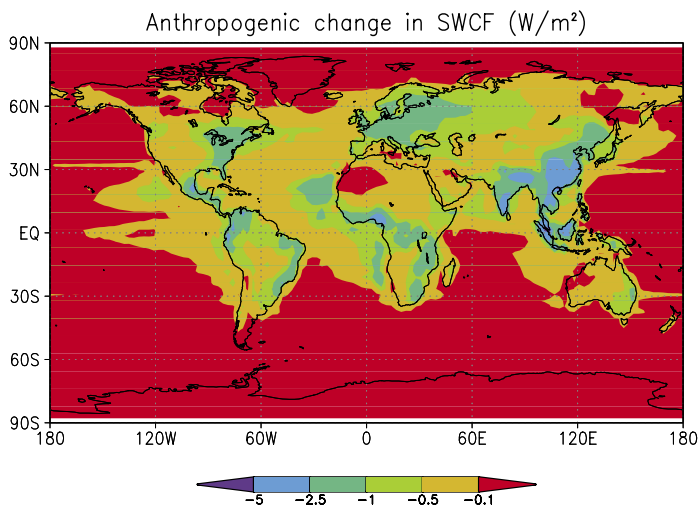 Anthropogenic change in SWCF (W/m²)
90N
60N
30N
EQ
30S
60S
90S
180 120W 60W 0 60E 120E 180
-5 -2.5 -1 -0.5 -0.1